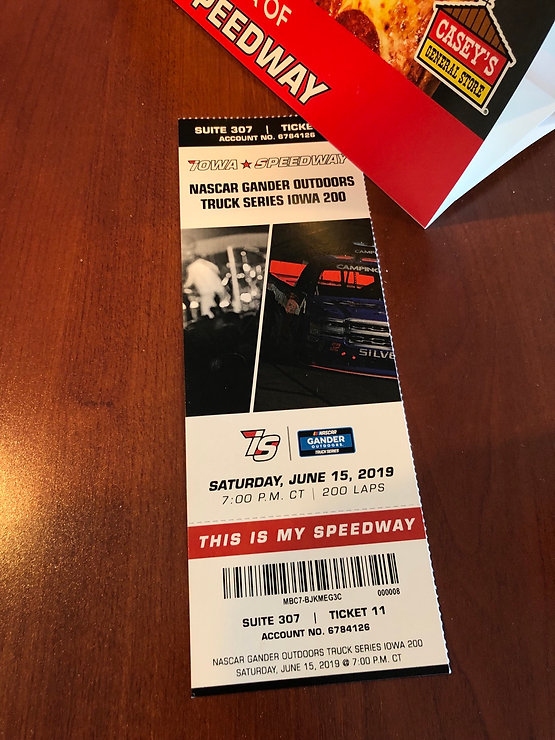 OF
SPEEDWAY
CASEY'S
GENERAL STORE
SUITE 307 | TICKE
ACCOUNT NO. 6784126
IOWA SPEEDWAY
NASCAR GANDER OUTDOORS
TRUCK SERIES IOWA 200
CAMPING
SILVE
IS
NASCAR
GANDER
OUTDOORS
TRUCK SERIES
SATURDAY, JUNE 15, 2019
7:00 P.M. CT | 200 LAPS
THIS IS MY SPEEDWAY
MBC7-BJKMEG3C
000008
SUITE 307 | TICKET 11
ACCOUNT NO. 6784126
NASCAR GANDER OUTDOORS TRUCK SERIES IOWA 200
SATURDAY, JUNE 15, 2019 @ 7:00 P.M. CT